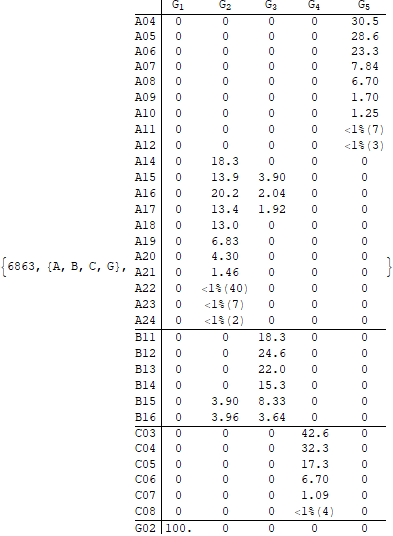 G₁ G₂ G₃ G₄ G₅
A04 0 0 0 0 30.5
A05 0 0 0 0 28.6
A06 0 0 0 0 23.3
A07 0 0 0 0 7.84
A08 0 0 0 0 6.70
A09 0 0 0 0 1.70
A10 0 0 0 0 1.25
A11 0 0 0 0 <1%(7)
A12 0 0 0 0 <1%(3)
A14 0 18.3 0 0 0
A15 0 13.9 3.90 0 0
A16 0 20.2 2.04 0 0
A17 0 13.4 1.92 0 0
A18 0 13.0 0 0 0
A19 0 6.83 0 0 0
A20 0 4.30 0 0 0
{6863, {A, B, C, G}, A21 0 1.46 0 0 0 }
A22 0 <1%(40) 0 0 0
A23 0 <1%(7) 0 0 0
A24 0 <1%(2) 0 0 0
B11 0 0 18.3 0 0
B12 0 0 24.6 0 0
B13 0 0 22.0 0 0
B14 0 0 15.3 0 0
B15 0 3.90 8.33 0 0
B16 0 3.96 3.64 0 0
C03 0 0 0 42.6 0
C04 0 0 0 32.3 0
C05 0 0 0 17.3 0
C06 0 0 0 6.70 0
C07 0 0 0 1.09 0
C08 0 0 0 <1%(4) 0
G02 100. 0 0 0 0